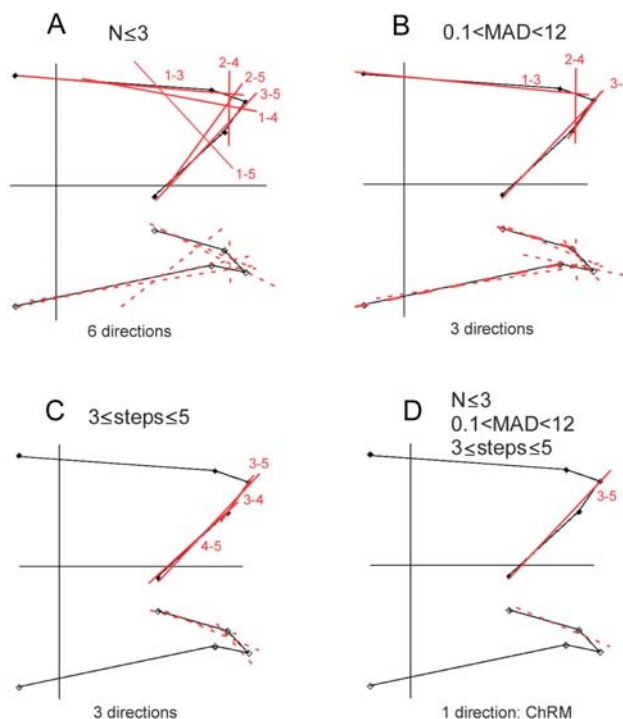 A
N≤3
2-4
1-3
2-5
3-5
1-4
1-5
6 directions
B
0.1<MAD<12
2-4
1-3
3 directions
C
3≤steps≤5
3-5
3-4
4-5
3 directions
D
N≤3
0.1<MAD<12
3≤steps≤5
3-5
1 direction: ChRM